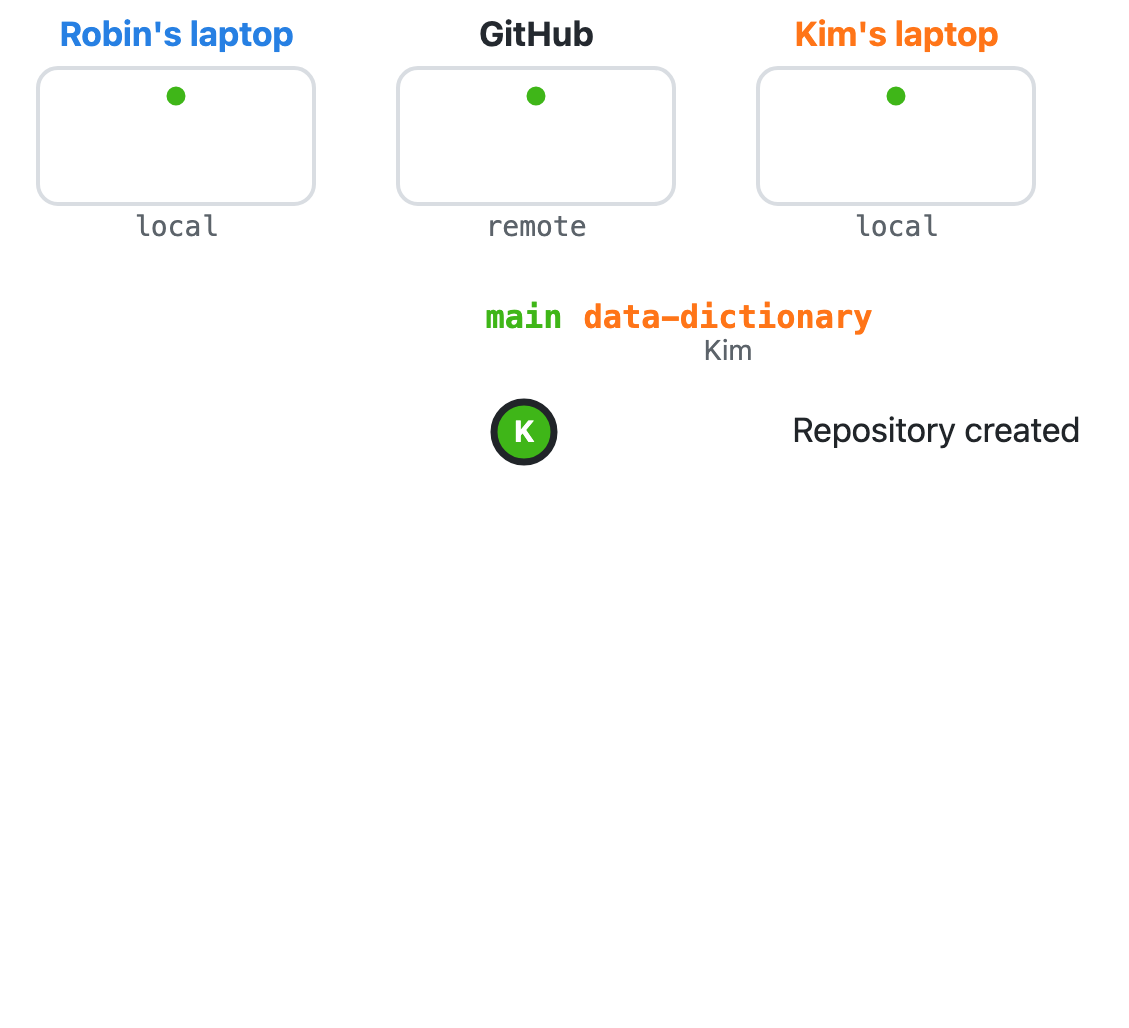 Robin's laptop GitHub Kim's laptop
local remote local
main data-dictionary
Kim
K Repository created